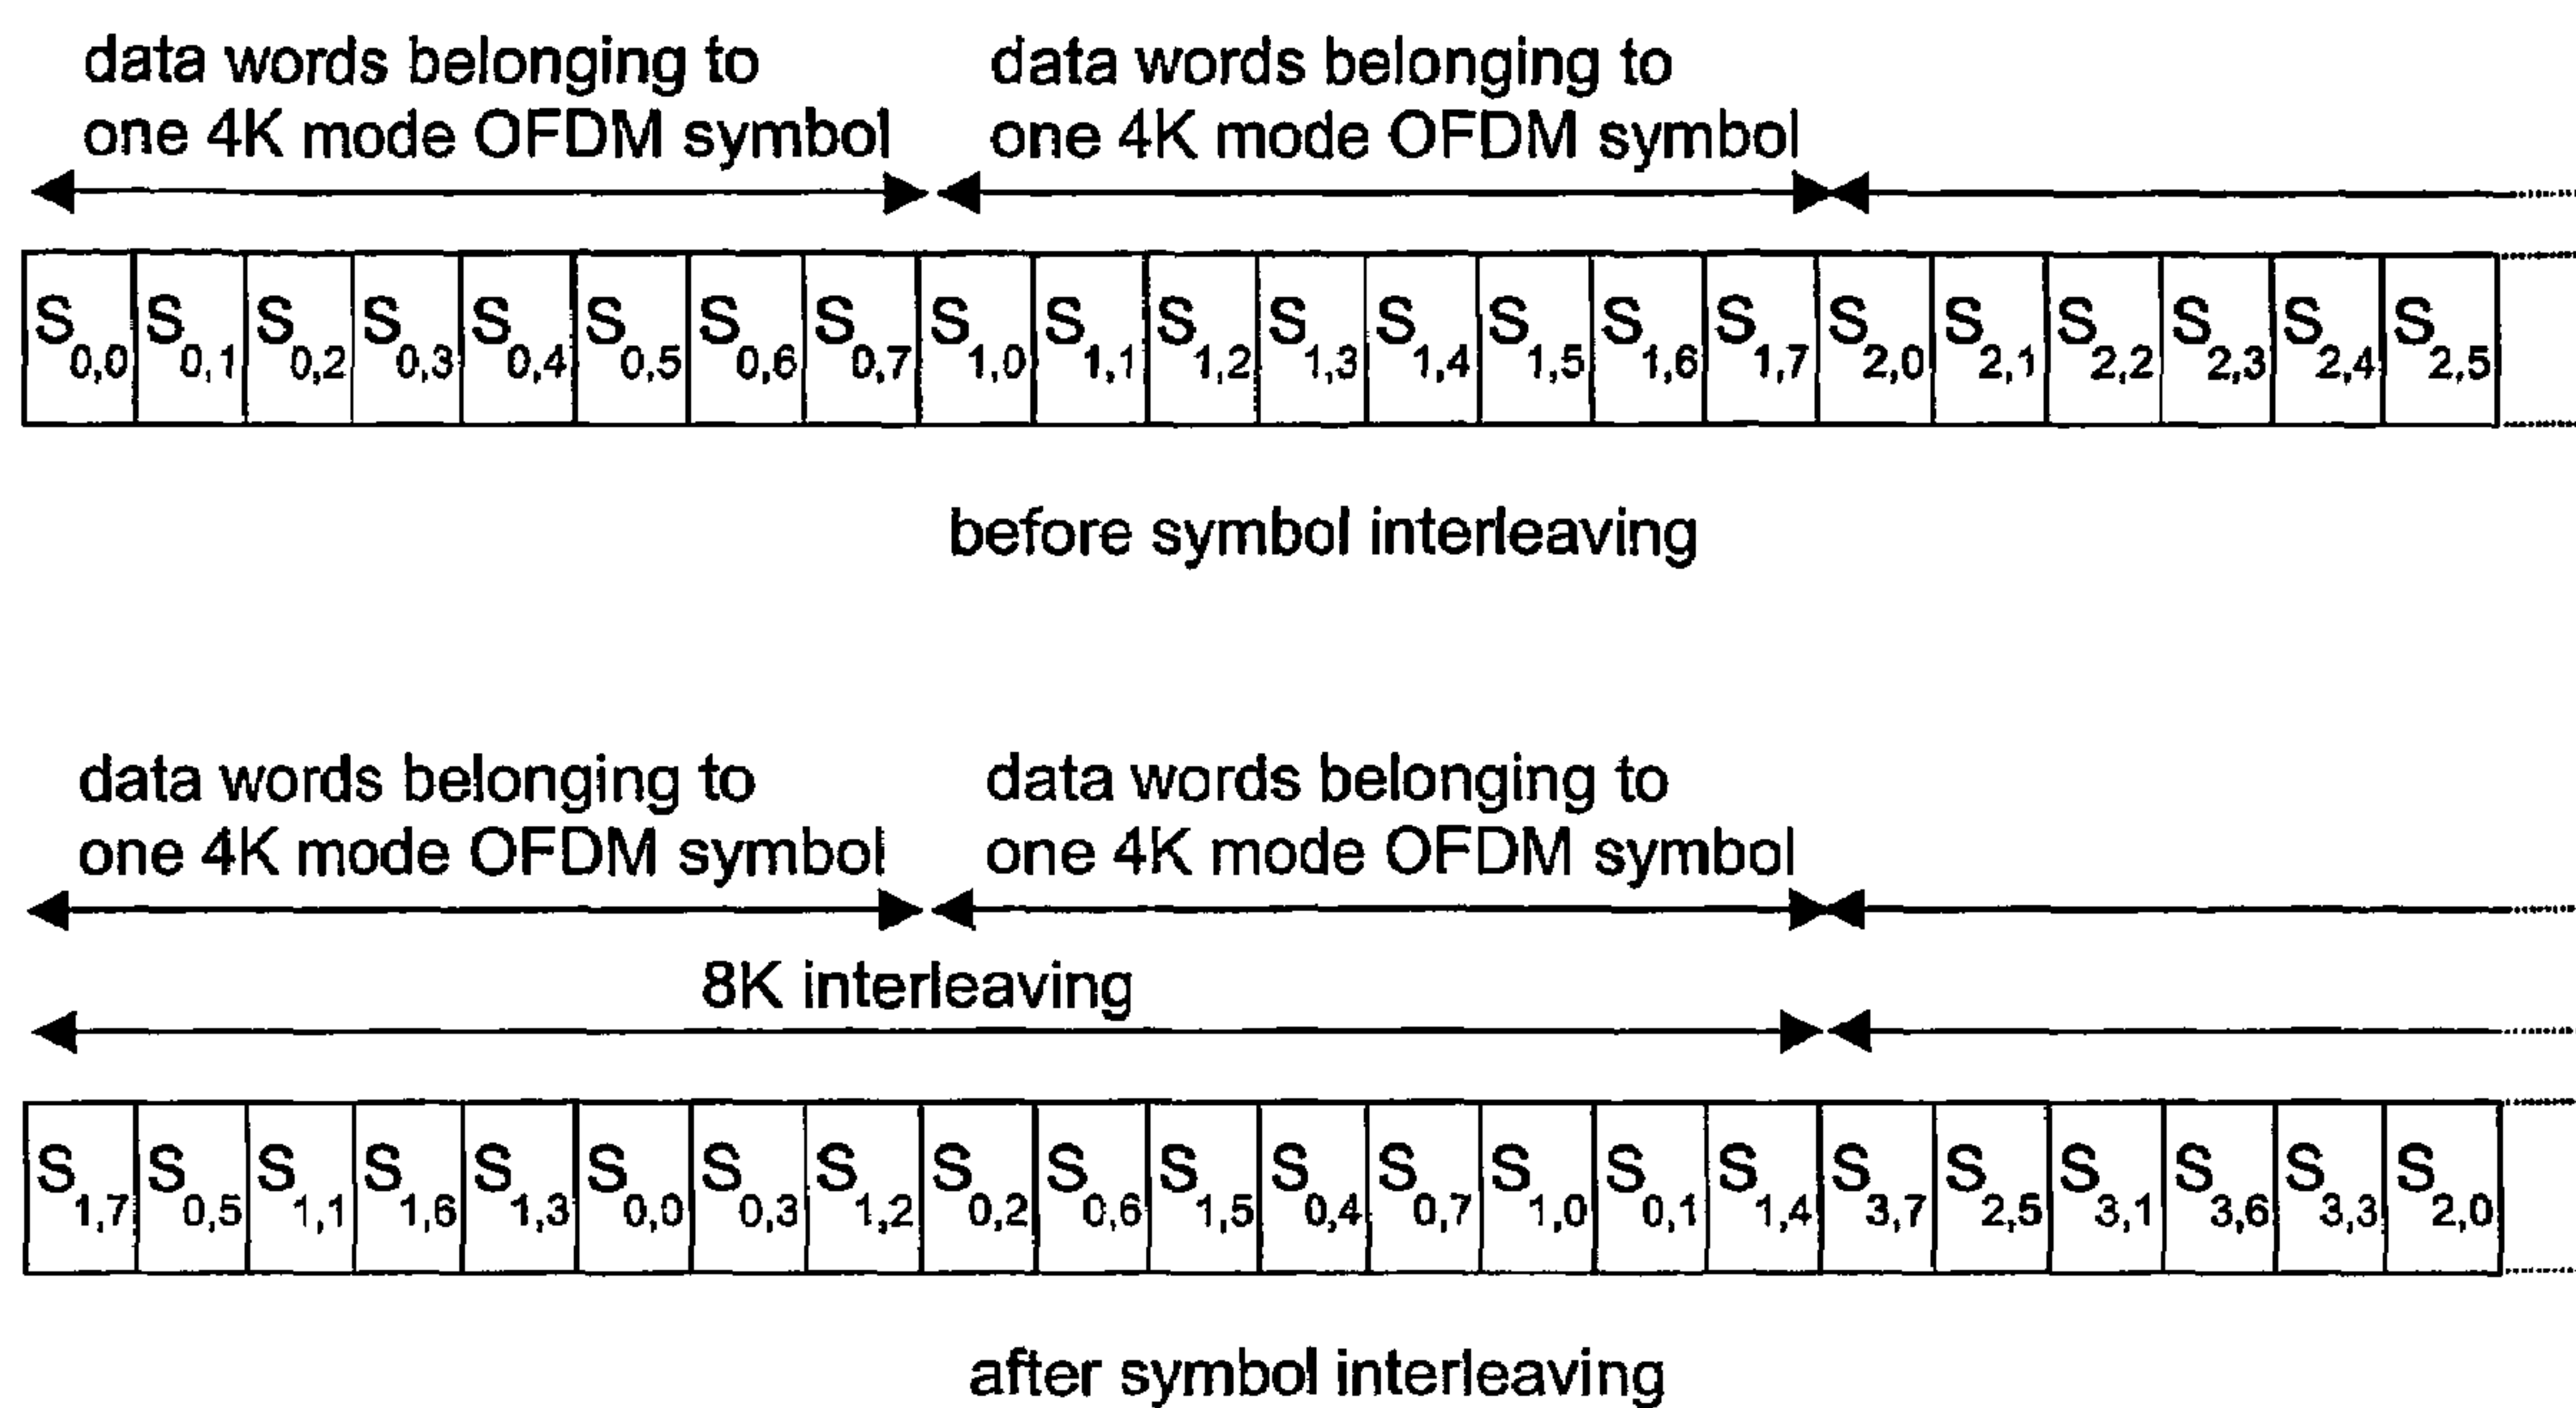 data words belonging to data words belonging to
one 4K mode OFDM symbol one 4K mode OFDM symbol
S0,0 S0,1 S0,2 S0,3 S0,4 S0,5 S0,6 S0,7 S1,0 S1,1 S1,2 S1,3 S1,4 S1,5 S1,6 S1,7 S2,0 S2,1 S2,2 S2,3 S2,4 S2,5
before symbol interleaving
data words belonging to data words belonging to
one 4K mode OFDM symbol one 4K mode OFDM symbol
8K interleaving
S1,7 S0,5 S1,1 S1,6 S1,3 S0,0 S0,3 S1,2 S0,2 S0,6 S1,5 S0,4 S0,7 S1,0 S0,1 S1,4 S3,7 S2,5 S3,1 S3,6 S3,3 S2,0
after symbol interleaving